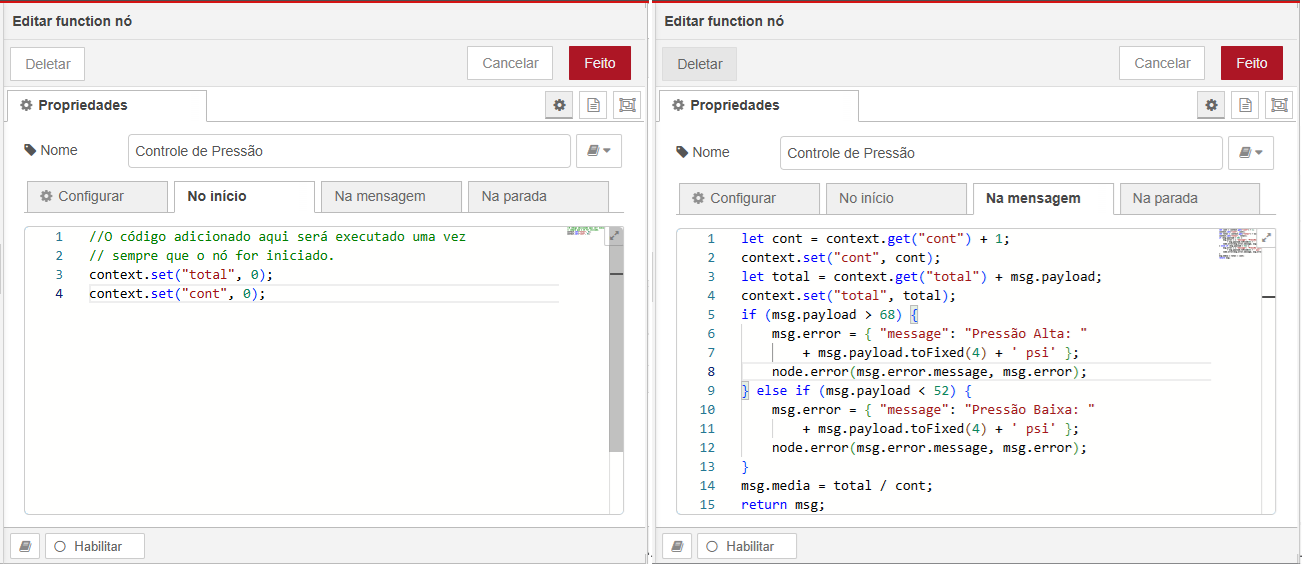 Editar function nó
Deletar
Cancelar
Feito
Propriedades
Nome
Controle de Pressão
Configurar
No início
Na mensagem
Na parada
1 //O código adicionado aqui será executado uma vez
2 // sempre que o nó for iniciado.
3 context.set("total", 0);
4 context.set("cont", 0);
Habilitar
Editar function nó
Deletar
Cancelar
Feito
Propriedades
Nome
Controle de Pressão
Configurar
No início
Na mensagem
Na parada
1 let cont = context.get("cont") + 1;
2 context.set("cont", cont);
3 let total = context.get("total") + msg.payload;
4 context.set("total", total);
5 if (msg.payload > 68) {
6 msg.error = { "message": "Pressão Alta: "
7 + msg.payload.toFixed(4) + ' psi' };
8 node.error(msg.error.message, msg.error);
9 } else if (msg.payload < 52) {
10 msg.error = { "message": "Pressão Baixa: "
11 + msg.payload.toFixed(4) + ' psi' };
12 node.error(msg.error.message, msg.error);
13 }
14 msg.media = total / cont;
15 return msg;
Habilitar